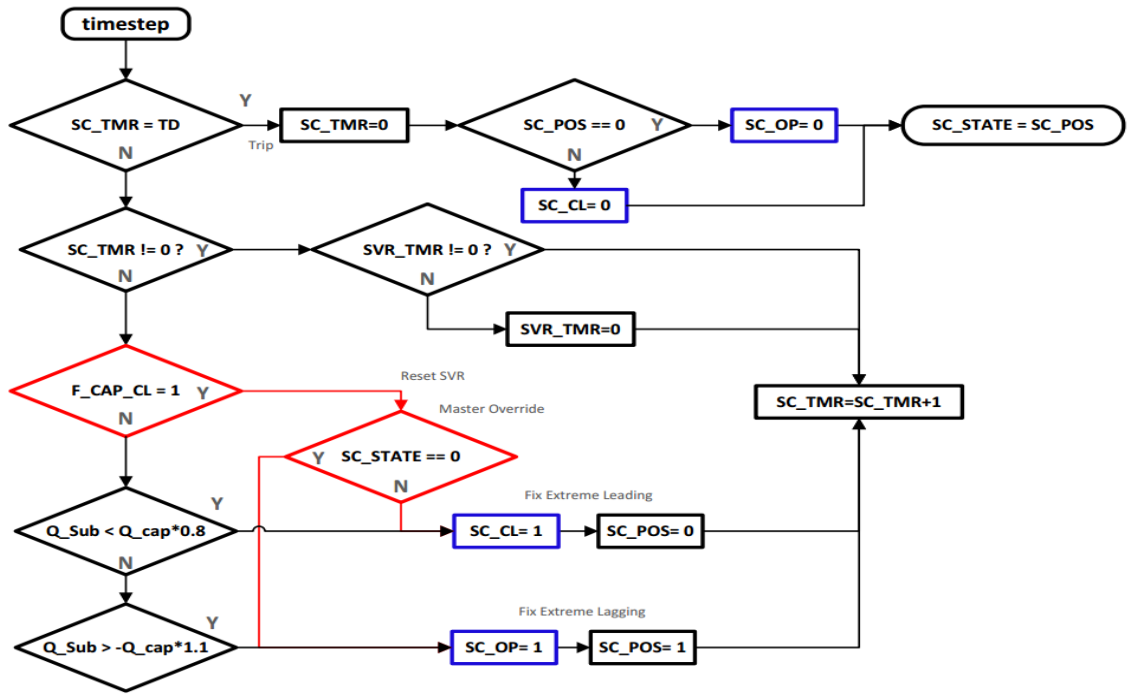 timestep
Y
SC_TMR = TD
SC_TMR=0
SC_POS == 0
Y
SC_OP= 0
SC_STATE = SC_POS
Trip
N
N
SC_CL= 0
SC_TMR != 0 ?
Y
SVR_TMR != 0 ?
Y
N
N
SVR_TMR=0
Reset SVR
F_CAP_CL = 1
Y
Master Override
SC_TMR=SC_TMR+1
N
Y
SC_STATE == 0
N
Fix Extreme Leading
Y
Q_Sub < Q_cap*0.8
SC_CL= 1
SC_POS= 0
N
Fix Extreme Lagging
Y
Q_Sub > -Q_cap*1.1
SC_OP= 1
SC_POS= 1